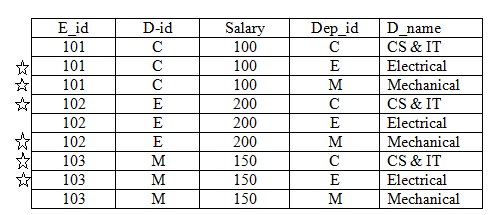 E_id D-id Salary Dep_id D_name
101 C 100 C CS & IT
101 C 100 E Electrical
101 C 100 M Mechanical
102 E 200 C CS & IT
102 E 200 E Electrical
102 E 200 M Mechanical
103 M 150 C CS & IT
103 M 150 E Electrical
103 M 150 M Mechanical